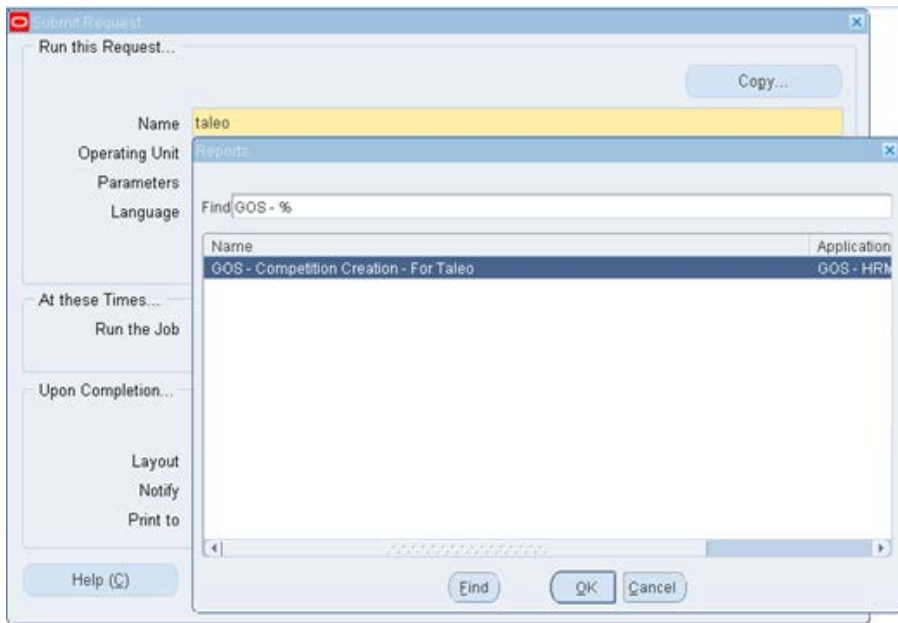 Submit Request
Run this Request...
Copy...
Name taleo
Operating Unit
Parameters
Language
Reports
Find GOS - %
Name Application
GOS - Competition Creation - For Taleo GOS - HRM
At these Times...
Run the Job
Upon Completion...
Layout
Notify
Print to
Help (C)
Find OK Cancel